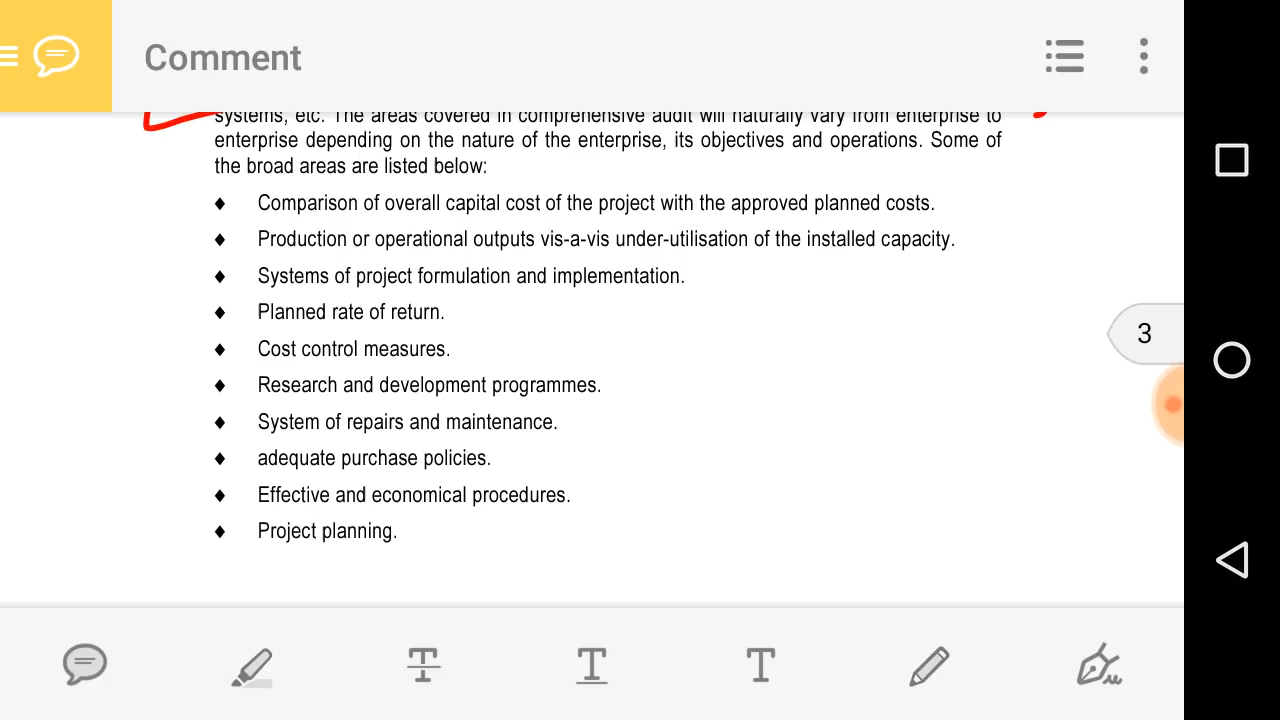 Comment
systems, etc. The areas covered in comprehensive audit will naturally vary from enterprise to
enterprise depending on the nature of the enterprise, its objectives and operations. Some of
the broad areas are listed below:
♦ Comparison of overall capital cost of the project with the approved planned costs.
♦ Production or operational outputs vis-a-vis under-utilisation of the installed capacity.
♦ Systems of project formulation and implementation.
♦ Planned rate of return.
3
♦ Cost control measures.
♦ Research and development programmes.
♦ System of repairs and maintenance.
♦ adequate purchase policies.
♦ Effective and economical procedures.
♦ Project planning.
T T T